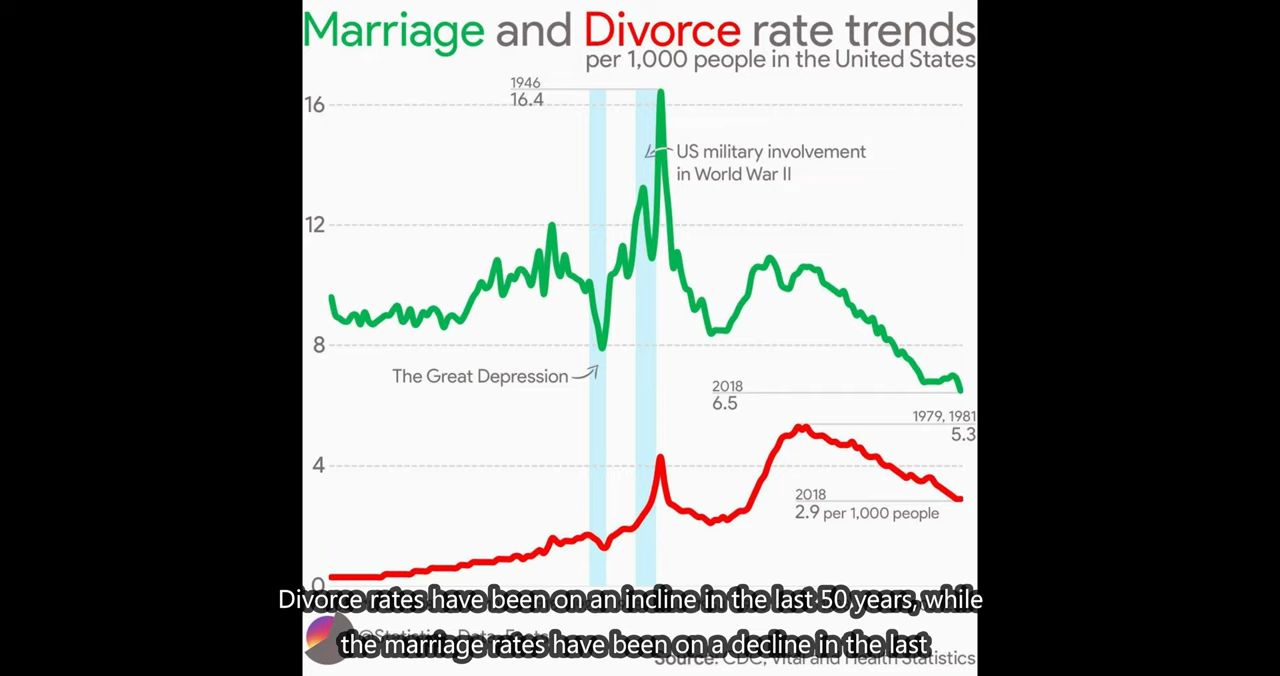 Marriage and Divorce rate trends
per 1,000 people in the United States
1946
16.4
16
US military involvement
in World War II
12
8
The Great Depression
2018
6.5
1979, 1981
5.3
4
2018
2.9 per 1,000 people
0
Divorce rates have been on an incline in the last 50 years, while
the marriage rates have been on a decline in the last
Source: CDC, Vital and Health Statistics